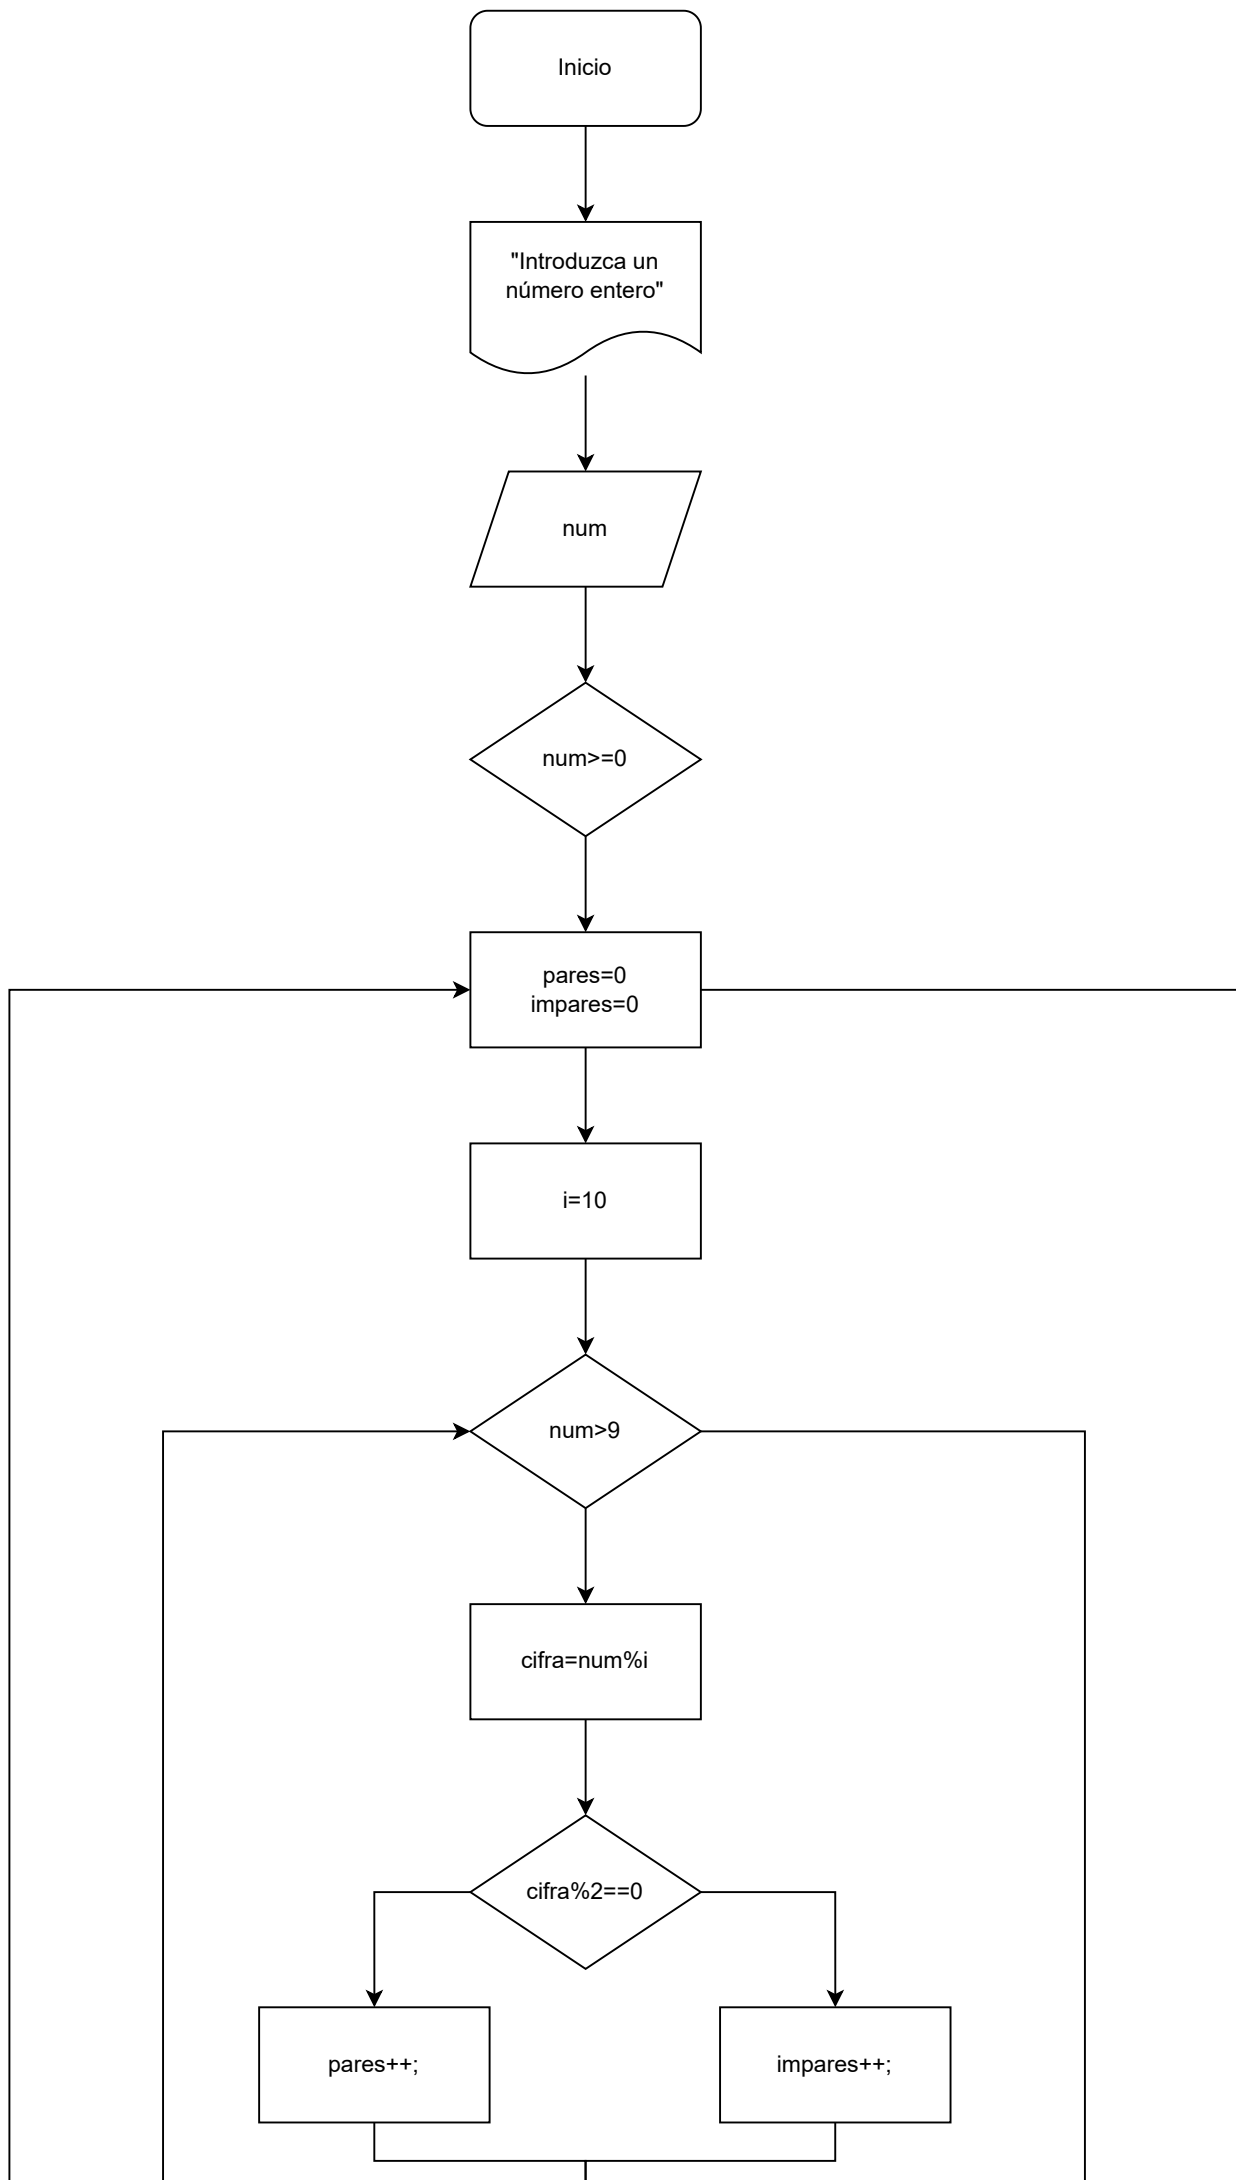 Inicio
"Introduzca un
número entero"
num
num>=0
pares=0
impares=0
i=10
num>9
cifra=num%i
cifra%2==0
pares++;
impares++;